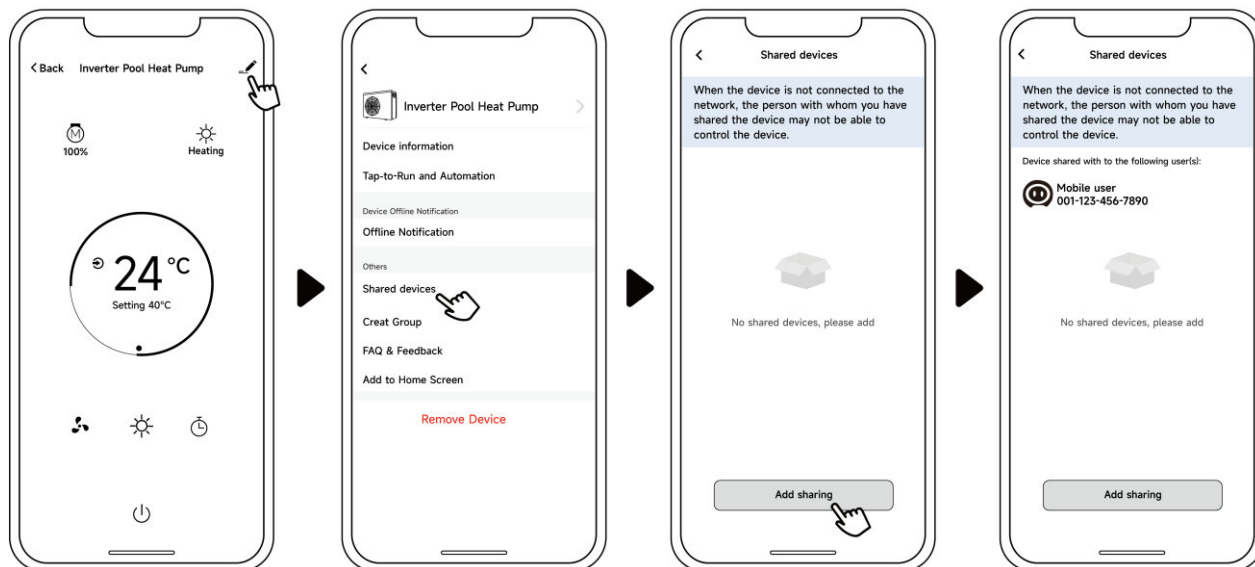 < Back Inverter Pool Heat Pump
M
100%
Heating
24 °C
Setting 40°C
<
Inverter Pool Heat Pump >
Device information
Tap-to-Run and Automation
Device Offline Notification
Offline Notification
Others
Shared devices
Creat Group
FAQ & Feedback
Add to Home Screen
Remove Device
< Shared devices
When the device is not connected to the
network, the person with whom you have
shared the device may not be able to
control the device.
No shared devices, please add
Add sharing
< Shared devices
When the device is not connected to the
network, the person with whom you have
shared the device may not be able to
control the device.
Device shared with to the following user(s):
Mobile user
001-123-456-7890
No shared devices, please add
Add sharing